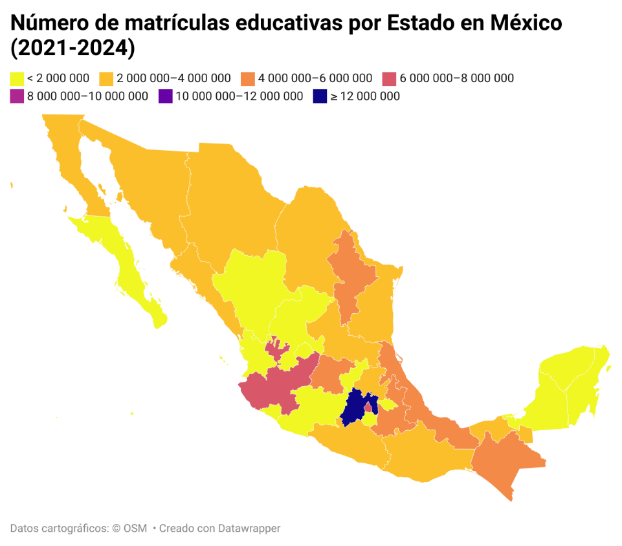 Número de matrículas educativas por Estado en México
(2021-2024)
< 2 000 000 2 000 000–4 000 000 4 000 000–6 000 000 6 000 000–8 000 000
8 000 000–10 000 000 10 000 000–12 000 000 ≥ 12 000 000
Datos cartográficos: © OSM • Creado con Datawrapper